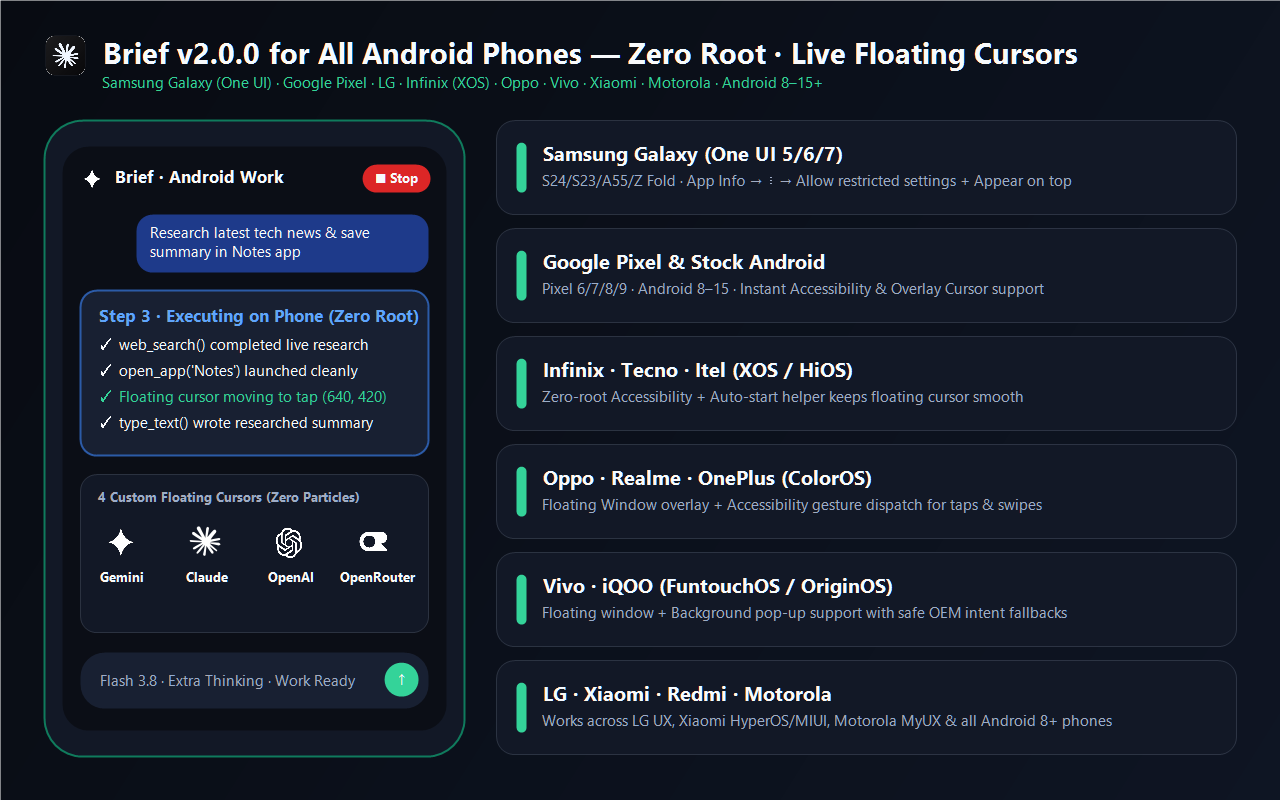 Brief v2.0.0 for All Android Phones — Zero Root · Live Floating Cursors
Samsung Galaxy (One UI) · Google Pixel · LG · Infinix (XOS) · Oppo · Vivo · Xiaomi · Motorola · Android 8–15+
Brief · Android Work
Stop
Research latest tech news & save
summary in Notes app
Step 3 · Executing on Phone (Zero Root)
✓ web_search() completed live research
✓ open_app('Notes') launched cleanly
✓ Floating cursor moving to tap (640, 420)
✓ type_text() wrote researched summary
4 Custom Floating Cursors (Zero Particles)
Gemini Claude OpenAI OpenRouter
Flash 3.8 · Extra Thinking · Work Ready ↑
Samsung Galaxy (One UI 5/6/7)
S24/S23/A55/Z Fold · App Info → ⋮ → Allow restricted settings + Appear on top
Google Pixel & Stock Android
Pixel 6/7/8/9 · Android 8–15 · Instant Accessibility & Overlay Cursor support
Infinix · Tecno · Itel (XOS / HiOS)
Zero-root Accessibility + Auto-start helper keeps floating cursor smooth
Oppo · Realme · OnePlus (ColorOS)
Floating Window overlay + Accessibility gesture dispatch for taps & swipes
Vivo · iQOO (FuntouchOS / OriginOS)
Floating window + Background pop-up support with safe OEM intent fallbacks
LG · Xiaomi · Redmi · Motorola
Works across LG UX, Xiaomi HyperOS/MIUI, Motorola MyUX & all Android 8+ phones